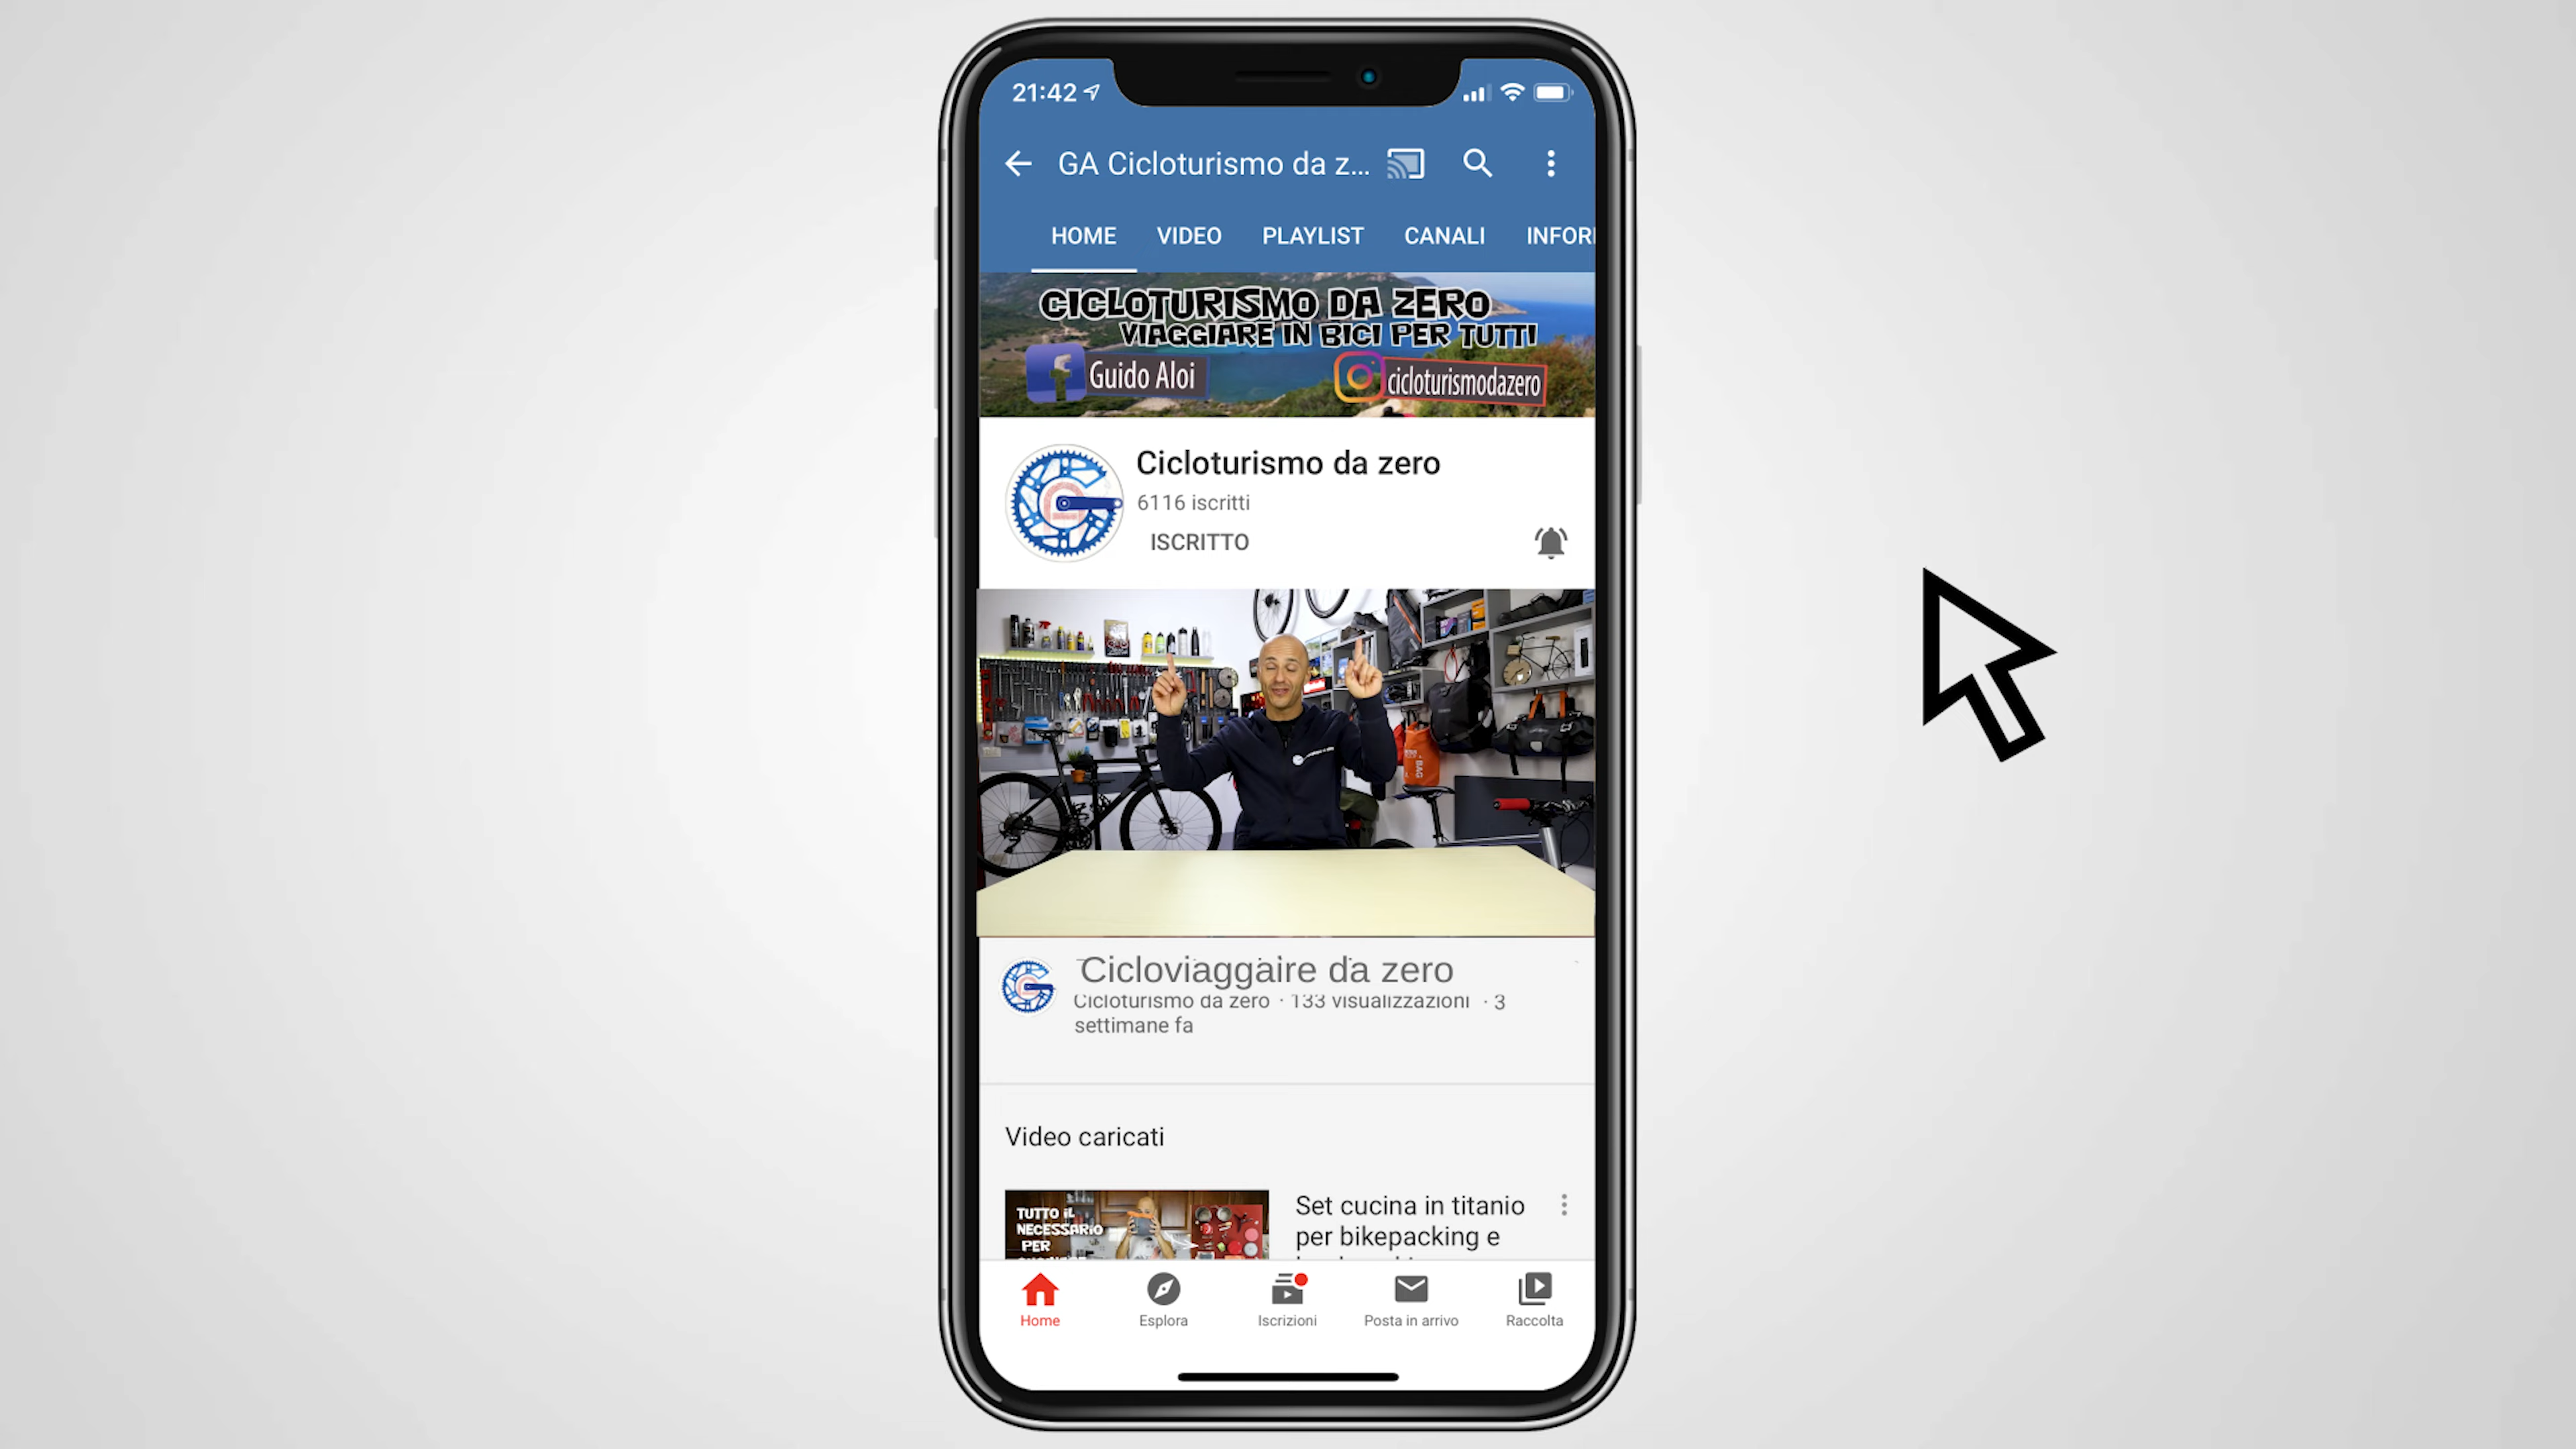 21:42
GA Cicloturismo da z...
HOME VIDEO PLAYLIST CANALI INFORI
CICLOTURISMO DA ZERO
VIAGGIARE IN BICI PER TUTTI
Guido Aloi
cicloturismodazero
Cicloturismo da zero
6116 iscritti
ISCRITTO
BAG
Cicloviaggaire da zero
Cicloturismo da zero · 133 visualizzazioni · 3
settimane fa
Video caricati
TUTTO IL
NECESSARIO
PER
Set cucina in titanio
per bikepacking e
Home Esplora Iscrizioni Posta in arrivo Raccolta